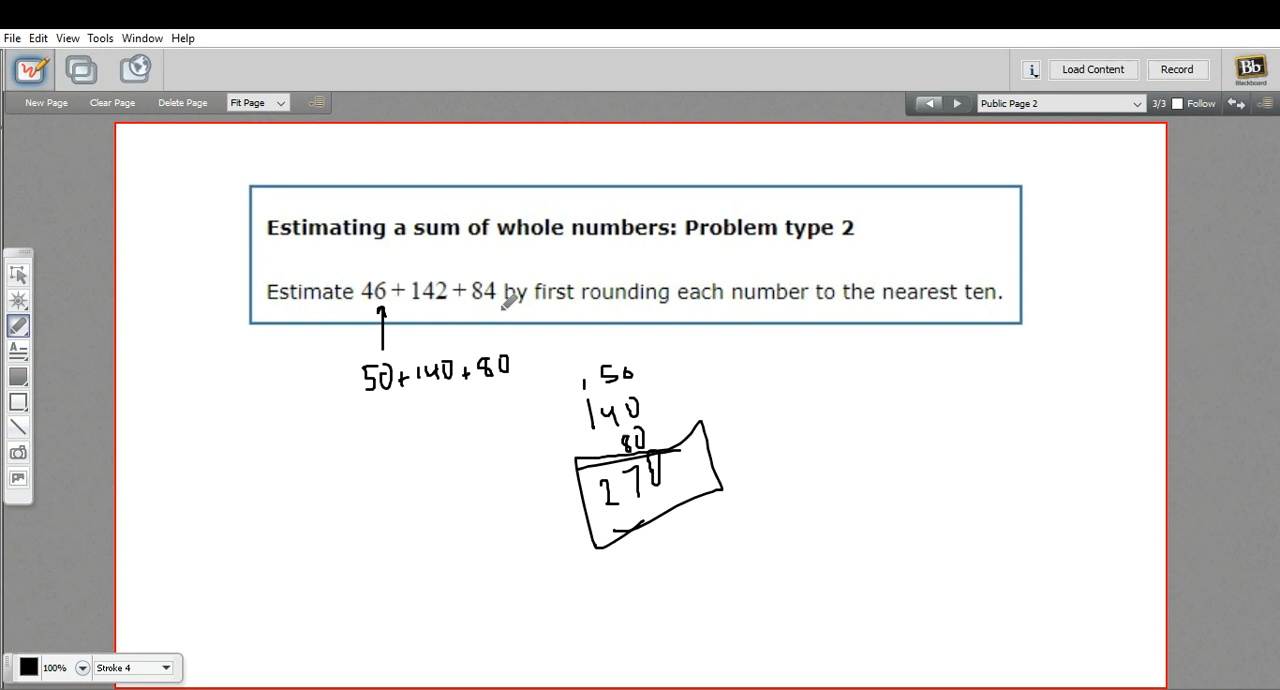 File Edit View Tools Window Help
i Load Content Record Bb
Blackboard
New Page Clear Page Delete Page Fit Page Public Page 2 3/3 Follow
Estimating a sum of whole numbers: Problem type 2
Estimate 46 + 142 + 84 by first rounding each number to the nearest ten.
50+140+80
1 50
140
80
270
A
100% Stroke 4